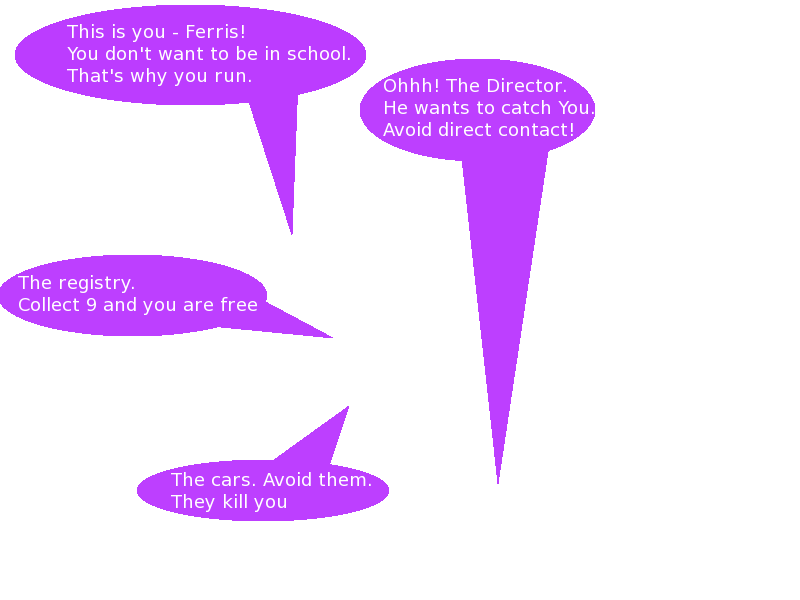 This is you - Ferris!
You don't want to be in school.
That's why you run.
Ohhh! The Director.
He wants to catch You.
Avoid direct contact!
The registry.
Collect 9 and you are free
The cars. Avoid them.
They kill you